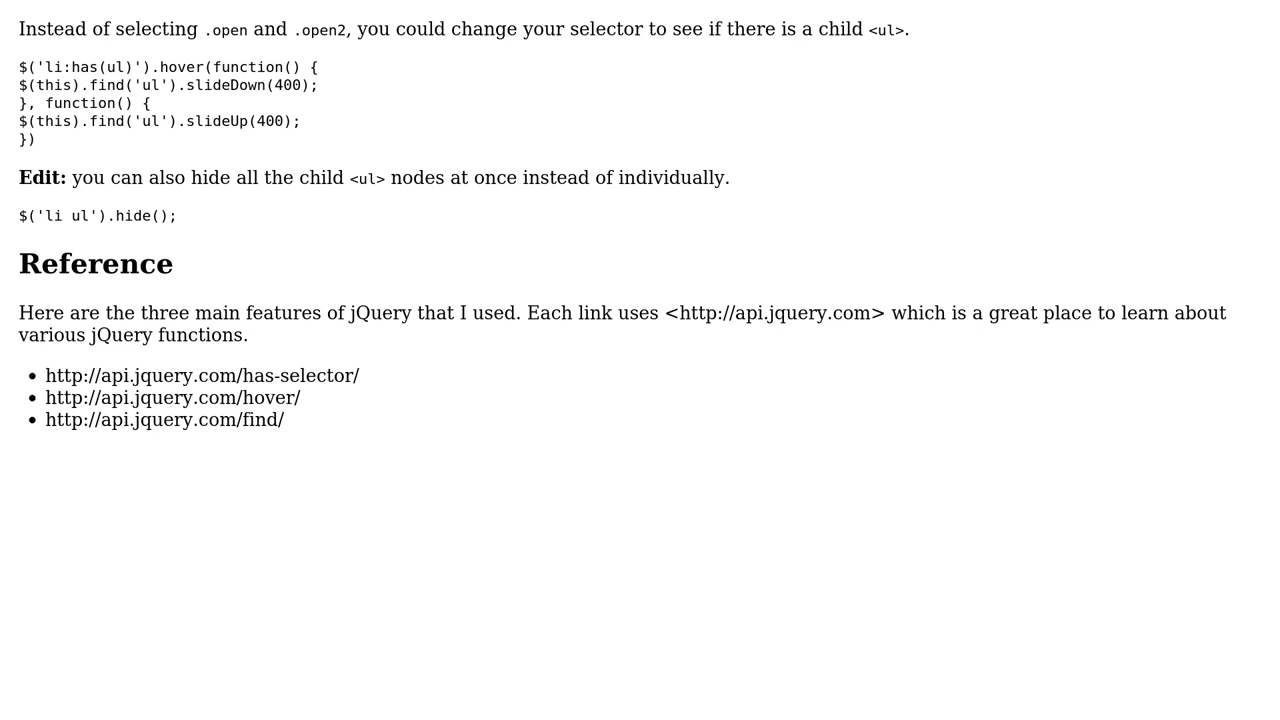 Instead of selecting .open and .open2, you could change your selector to see if there is a child <ul>.
$('li:has(ul)').hover(function() {
$(this).find('ul').slideDown(400);
}, function() {
$(this).find('ul').slideUp(400);
})
Edit: you can also hide all the child <ul> nodes at once instead of individually.
$('li ul').hide();
Reference
Here are the three main features of jQuery that I used. Each link uses <http://api.jquery.com> which is a great place to learn about
various jQuery functions.
• http://api.jquery.com/has-selector/
• http://api.jquery.com/hover/
• http://api.jquery.com/find/